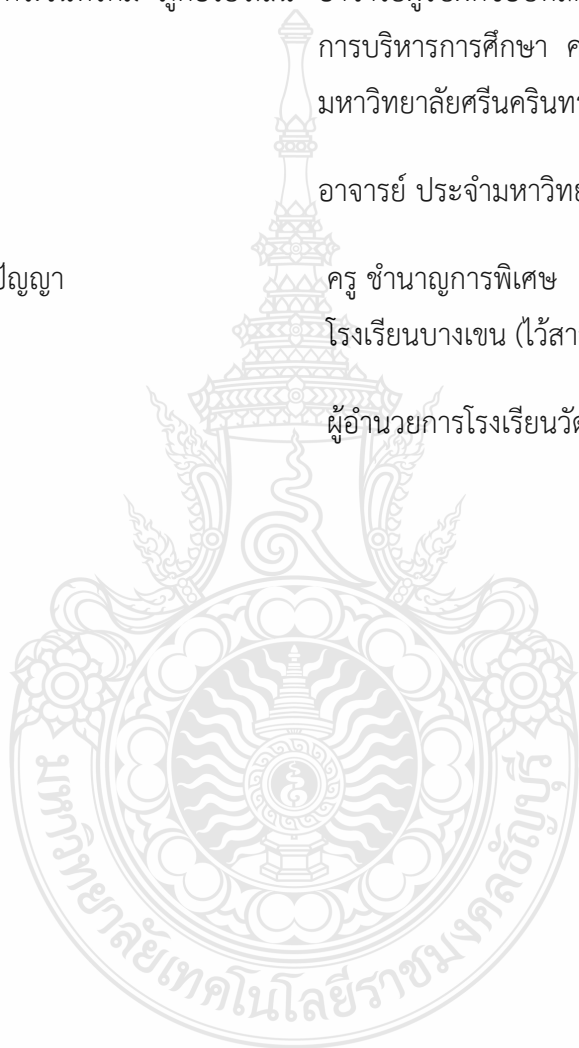 การบริหารการศึกษา
มหาวิทยาลัยศรีนครินทร
อาจารย์ ประจำมหาวิทย
ปัญญา ครู ชำนาญการพิเศษ
โรงเรียนบางเขน (ไว้สา
ผู้อำนวยการโรงเรียนวัด
มหาวิทยาลัยเทคโนโลยีราชมงคลธัญบุรี